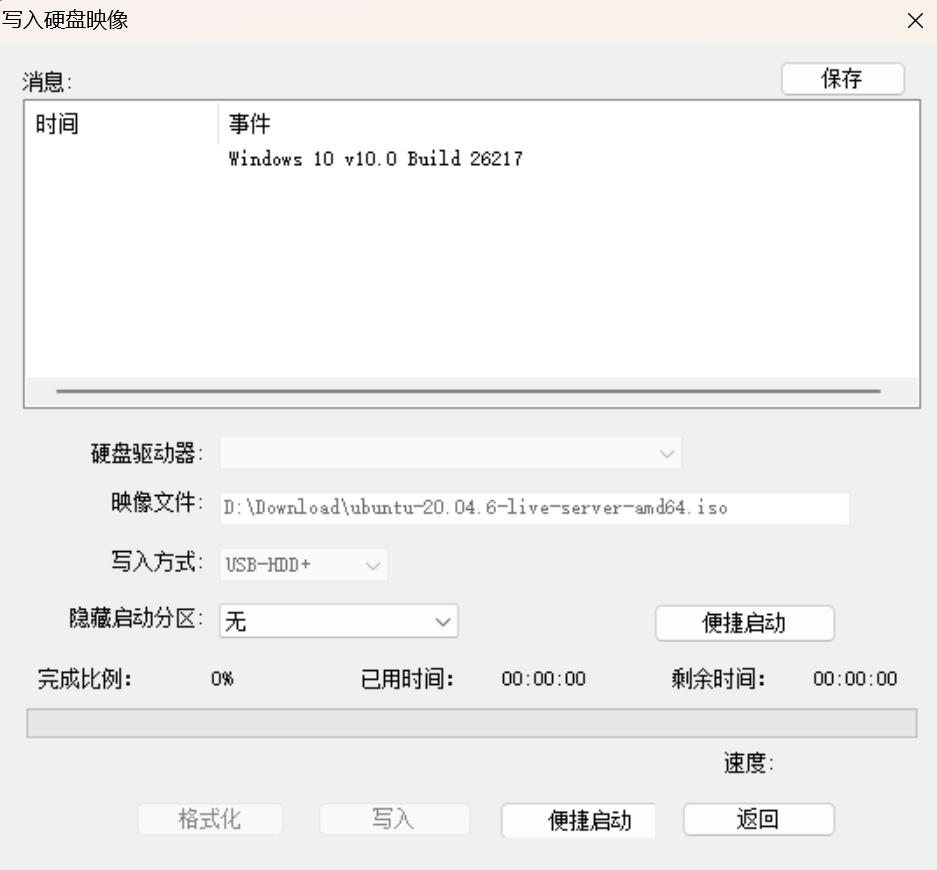 写入硬盘映像
消息:
保存
时间 事件
Windows 10 v10.0 Build 26217
硬盘驱动器:
映像文件: D:\Download\ubuntu-20.04.6-live-server-amd64.iso
写入方式: USB-HDD+
隐藏启动分区: 无 便捷启动
完成比例: 0% 已用时间: 00:00:00 剩余时间: 00:00:00
速度:
格式化 写入 便捷启动 返回